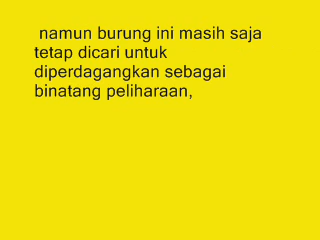 namun burung ini masih saja
tetap dicari untuk
diperdagangkan sebagai
binatang peliharaan,